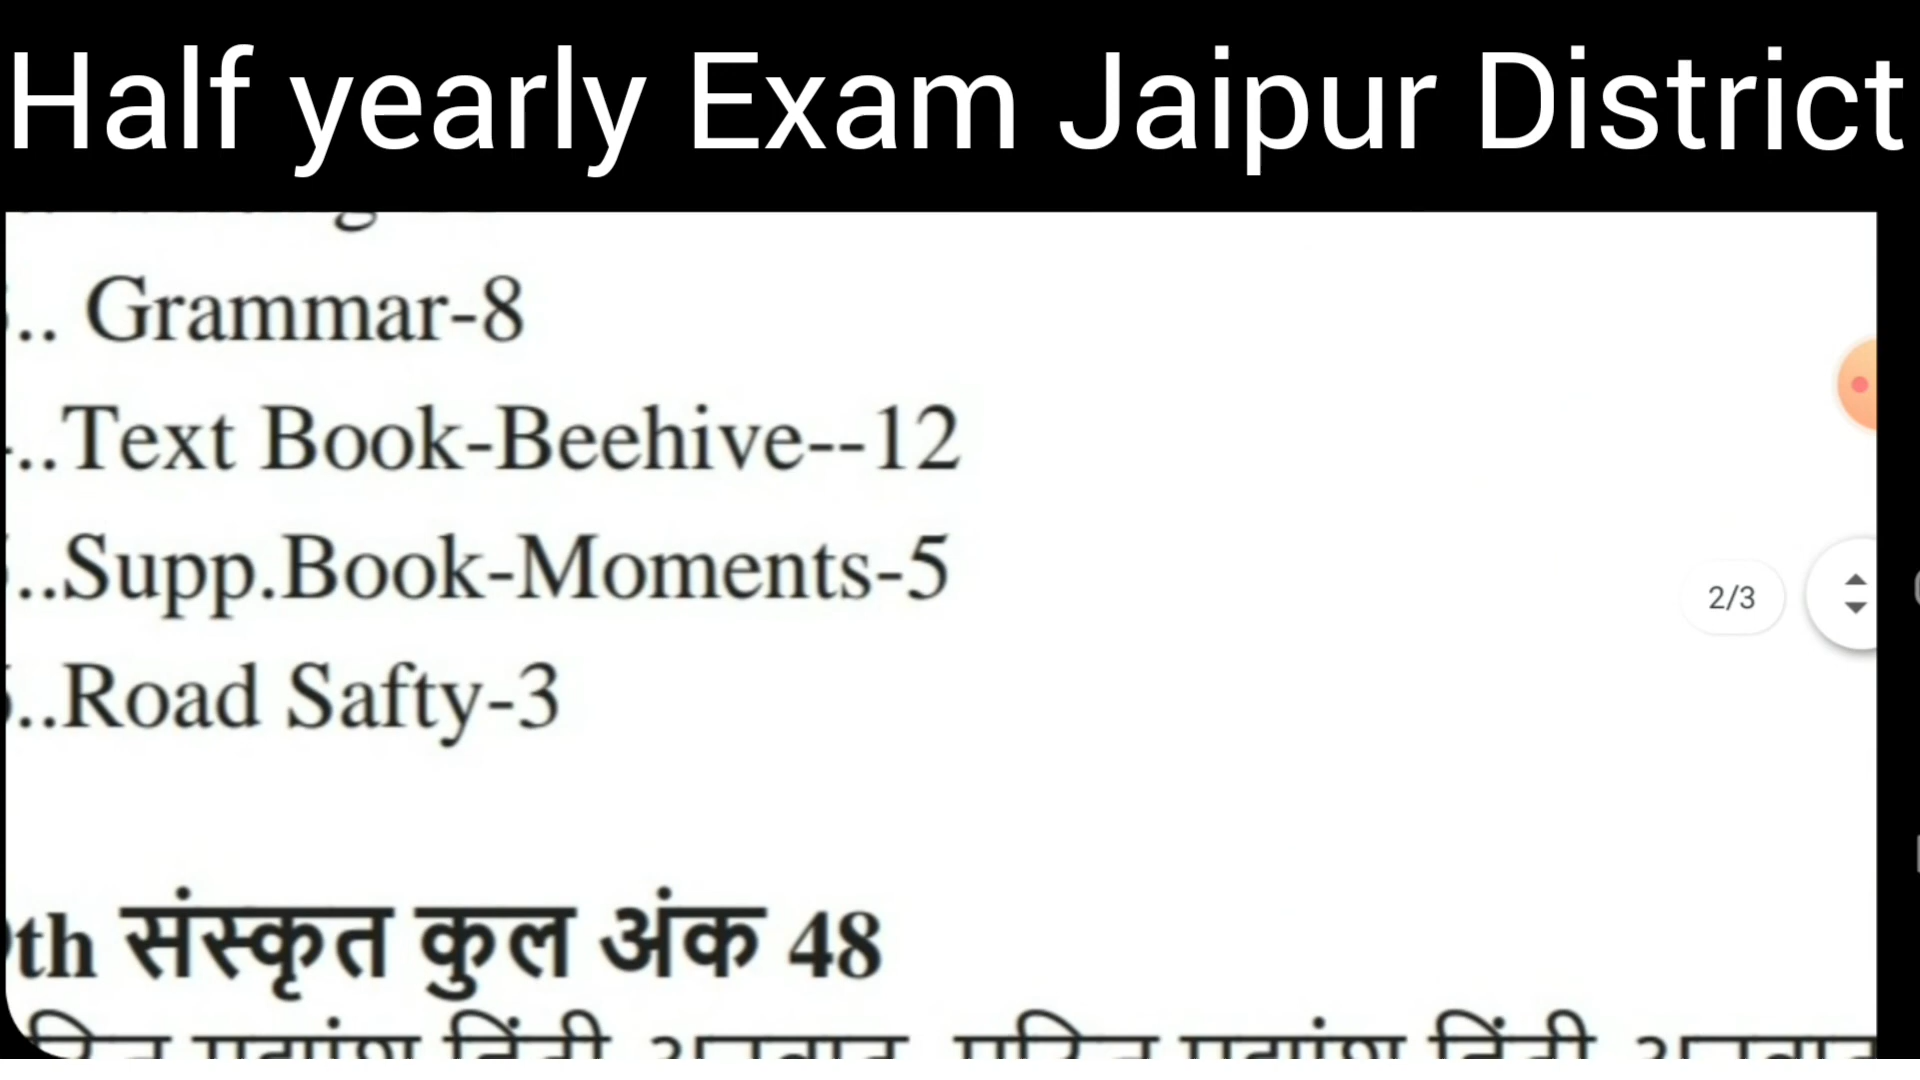 Half yearly Exam Jaipur District
.. Grammar-8
..Text Book-Beehive--12
..Supp.Book-Moments-5
2/3
..Road Safty-3
th संस्कृत कुल अंक 48